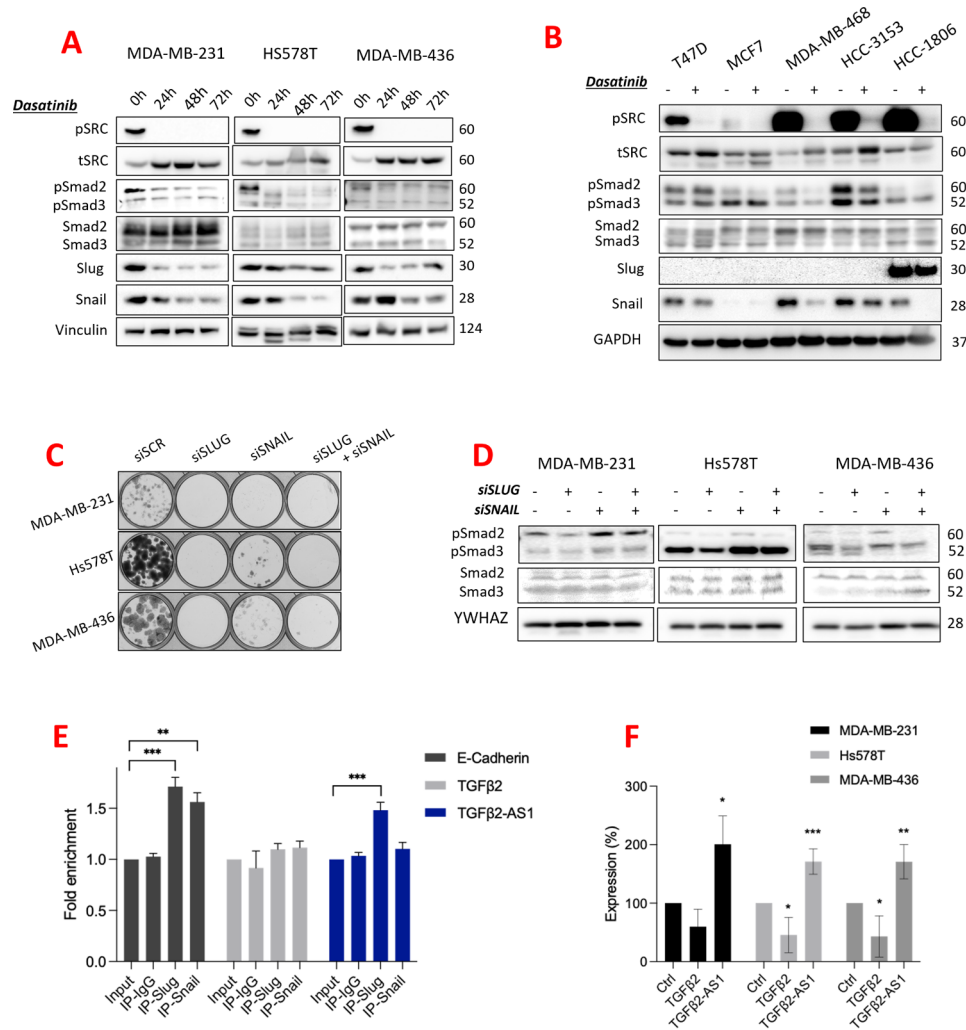 A
MDA-MB-231 HS578T MDA-MB-436
Dasatinib 0h 24h 48h 72h 0h 24h 48h 72h 0h 24h 48h 72h
pSRC 60
tSRC 60
pSmad2 60
pSmad3 52
Smad2 60
Smad3 52
Slug 30
Snail 28
Vinculin 124
B
T47D MCF7 MDA-MB-468 HCC-3153 HCC-1806
Dasatinib - + - + - + - + - +
pSRC 60
tSRC 60
pSmad2 60
pSmad3 52
Smad2 60
Smad3 52
Slug 30
Snail 28
GAPDH 37
C
siSCR siSLUG siSNAIL siSLUG
+ siSNAIL
MDA-MB-231
Hs578T
MDA-MB-436
D
MDA-MB-231 Hs578T MDA-MB-436
siSLUG - + - + - + - + - + - +
siSNAIL - - + + - - + + - - + +
pSmad2 60
pSmad3 52
Smad2 60
Smad3 52
YWHAZ 28
E
** 
***
***
E-Cadherin
TGFβ2
TGFβ2-AS1
Fold enrichment
1.5
1.0
0.5
0.0
Input IP-IgG IP-Slug IP-Snail Input IP-IgG IP-Slug IP-Snail Input IP-IgG IP-Slug IP-Snail
F
MDA-MB-231
Hs578T
MDA-MB-436
Expression (%)
300
200
100
0
* * *** * **
Ctrl TGFβ2 TGFβ2-AS1 Ctrl TGFβ2 TGFβ2-AS1 Ctrl TGFβ2 TGFβ2-AS1